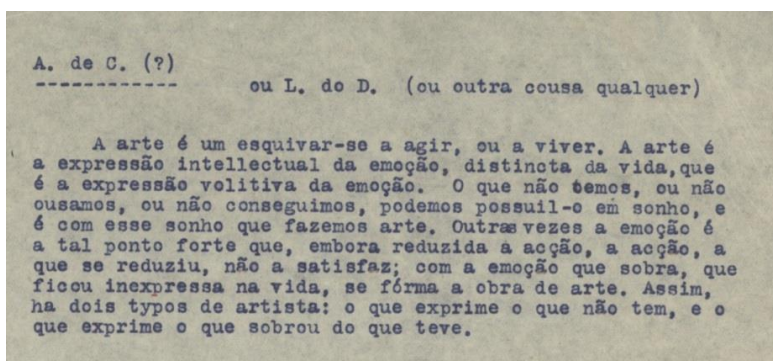 A. de C. (?)
------------
ou L. do D. (ou outra cousa qualquer)
A arte é um esquivar-se a agir, ou a viver. A arte é
a expressão intellectual da emoção, distincta da vida,que
é a expressão volitiva da emoção. O que não temos, ou não
ousamos, ou não conseguimos, podemos possuil-o em sonho, e
é com esse sonho que fazemos arte. Outras vezes a emoção é
a tal ponto forte que, embora reduzida á acção, a acção, a
que se reduziu, não a satisfaz; com a emoção que sobra, que
ficou inexpressa na vida, se fórma a obra de arte. Assim,
ha dois typos de artista: o que exprime o que não tem, e o
que exprime o que sobrou do que teve.